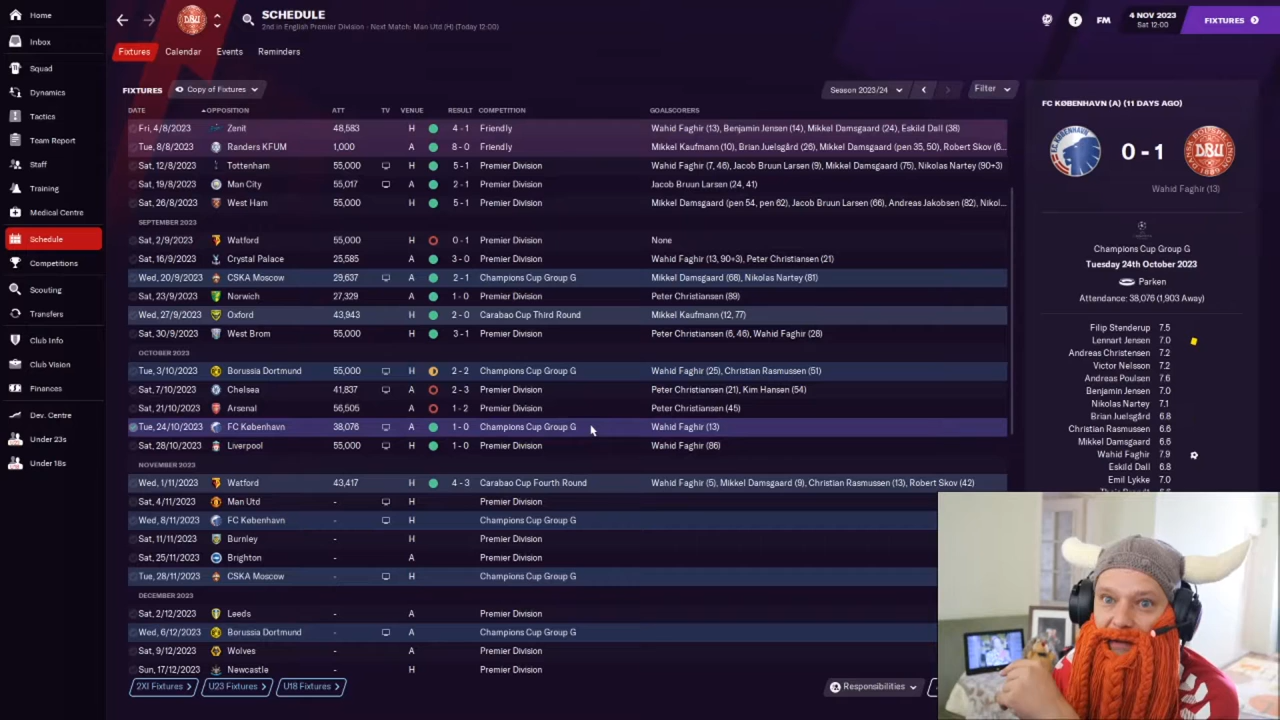 Home
SCHEDULE
2nd in English Premier Division - Next Match: Man Utd (H) (Today 12:00)
FM
4 NOV 2023
Sat 12:00
FIXTURES
Inbox
Squad
Dynamics
Tactics
Team Report
Staff
Training
Medical Centre
Schedule
Competitions
Scouting
Transfers
Club Info
Club Vision
Finances
Dev. Centre
Under 23s
Under 18s
Fixtures Calendar Events Reminders
FIXTURES Copy of Fixtures Season 2023/24 Filter
DATE OPPOSITION ATT TV VENUE RESULT COMPETITION GOALSCORERS
Fri, 4/8/2023 Zenit 48,583 H 4-1 Friendly Wahid Faghir (13), Benjamin Jensen (14), Mikkel Damsgaard (24), Eskild Dall (38)
Tue, 8/8/2023 Randers KFUM 1,000 A 8-0 Friendly Mikkel Kaufmann (10), Brian Juelsgård (26), Mikkel Damsgaard (pen 35, 50), Robert Skov (6...
Sat, 12/8/2023 Tottenham 55,000 H 5-1 Premier Division Wahid Faghir (7, 46), Jacob Bruun Larsen (9), Mikkel Damsgaard (75), Nikolas Nartey (90+3)
Sat, 19/8/2023 Man City 55,017 A 2-1 Premier Division Jacob Bruun Larsen (24, 41)
Sat, 26/8/2023 West Ham 55,000 H 5-1 Premier Division Mikkel Damsgaard (pen 54, pen 62), Jacob Bruun Larsen (66), Andreas Jakobsen (82), Nikol...
SEPTEMBER 2023
Sat, 2/9/2023 Watford 55,000 H 0-1 Premier Division None
Sat, 16/9/2023 Crystal Palace 25,585 A 3-0 Premier Division Wahid Faghir (13, 90+3), Peter Christiansen (21)
Wed, 20/9/2023 CSKA Moscow 29,637 A 2-1 Champions Cup Group G Mikkel Damsgaard (68), Nikolas Nartey (81)
Sat, 23/9/2023 Norwich 27,329 A 1-0 Premier Division Peter Christiansen (89)
Wed, 27/9/2023 Oxford 43,943 H 2-0 Carabao Cup Third Round Mikkel Kaufmann (12, 77)
Sat, 30/9/2023 West Brom 55,000 H 3-1 Premier Division Peter Christiansen (6, 46), Wahid Faghir (28)
OCTOBER 2023
Tue, 3/10/2023 Borussia Dortmund 55,000 H 2-2 Champions Cup Group G Wahid Faghir (25), Christian Rasmussen (51)
Sat, 7/10/2023 Chelsea 41,837 A 2-3 Premier Division Peter Christiansen (21), Kim Hansen (54)
Sat, 21/10/2023 Arsenal 56,505 A 1-2 Premier Division Peter Christiansen (45)
Tue, 24/10/2023 FC København 38,076 A 1-0 Champions Cup Group G Wahid Faghir (13)
Sat, 28/10/2023 Liverpool 55,000 H 1-0 Premier Division Wahid Faghir (86)
NOVEMBER 2023
Wed, 1/11/2023 Watford 43,417 H 4-3 Carabao Cup Fourth Round Wahid Faghir (5), Mikkel Damsgaard (9), Christian Rasmussen (13), Robert Skov (42)
Sat, 4/11/2023 Man Utd - H Premier Division
Wed, 8/11/2023 FC København - H Champions Cup Group G
Sat, 11/11/2023 Burnley - H Premier Division
Sat, 25/11/2023 Brighton - A Premier Division
Tue, 28/11/2023 CSKA Moscow - H Champions Cup Group G
DECEMBER 2023
Sat, 2/12/2023 Leeds - A Premier Division
Wed, 6/12/2023 Borussia Dortmund - A Champions Cup Group G
Sat, 9/12/2023 Wolves - A Premier Division
Sun, 17/12/2023 Newcastle - H Premier Division
2XI Fixtures > U23 Fixtures > U18 Fixtures > Responsibilities
FC KØBENHAVN (A) (11 DAYS AGO)
0 - 1
DBU
Wahid Faghir (13)
Champions Cup Group G
Tuesday 24th October 2023
Parken
Attendance: 38,076 (1,903 Away)
Filip Stenderup 7.5
Lennart Jensen 7.0
Andreas Christensen 7.2
Victor Nelsson 7.2
Andreas Poulsen 7.6
Benjamin Jensen 7.0
Nikolas Nartey 7.1
Brian Juelsgård 6.8
Christian Rasmussen 6.6
Mikkel Damsgaard 6.6
Wahid Faghir 7.9
Eskild Dall 6.8
Emil Lykke 7.0